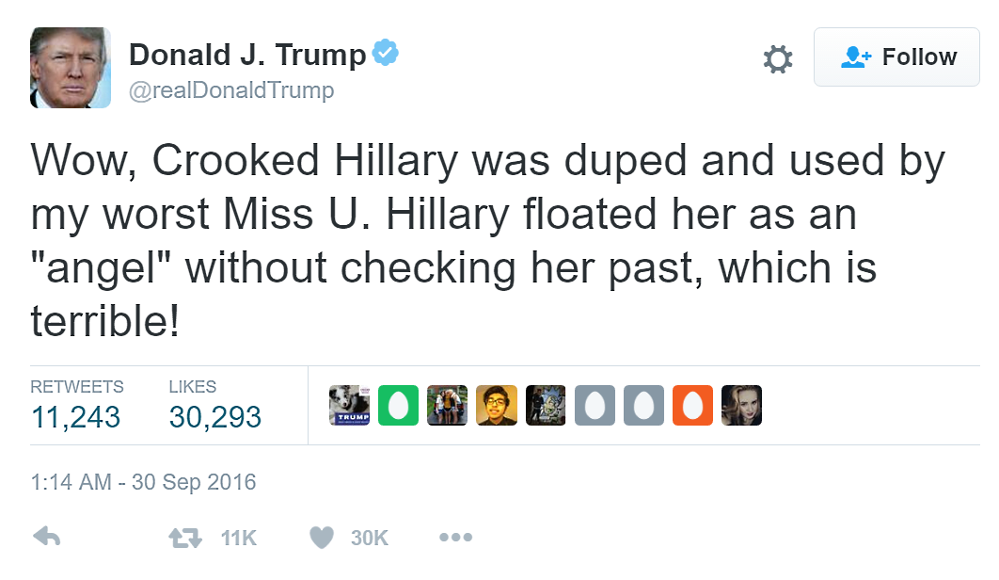 Donald J. Trump
@realDonaldTrump
Follow
Wow, Crooked Hillary was duped and used by
my worst Miss U. Hillary floated her as an
"angel" without checking her past, which is
terrible!
RETWEETS LIKES
11,243 30,293
TRUMP
1:14 AM - 30 Sep 2016
11K 30K